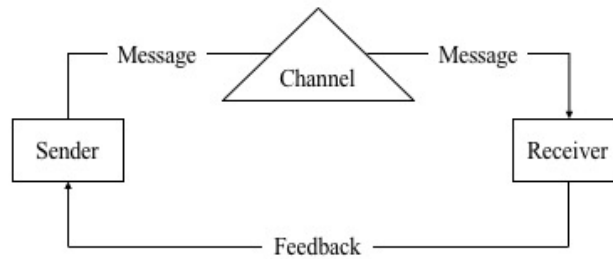 Message
Message
Channel
Sender
Receiver
Feedback